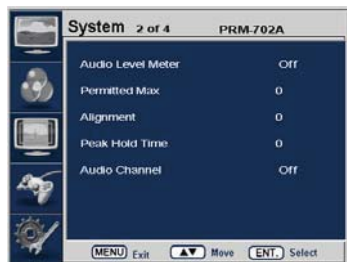 System 2 of 4 PRM-702A
Audio Level Meter Off
Permitted Max 0
Alignment 0
Peak Hold Time 0
Audio Channel Off
MENU Exit ▲▼ Move ENT. Select